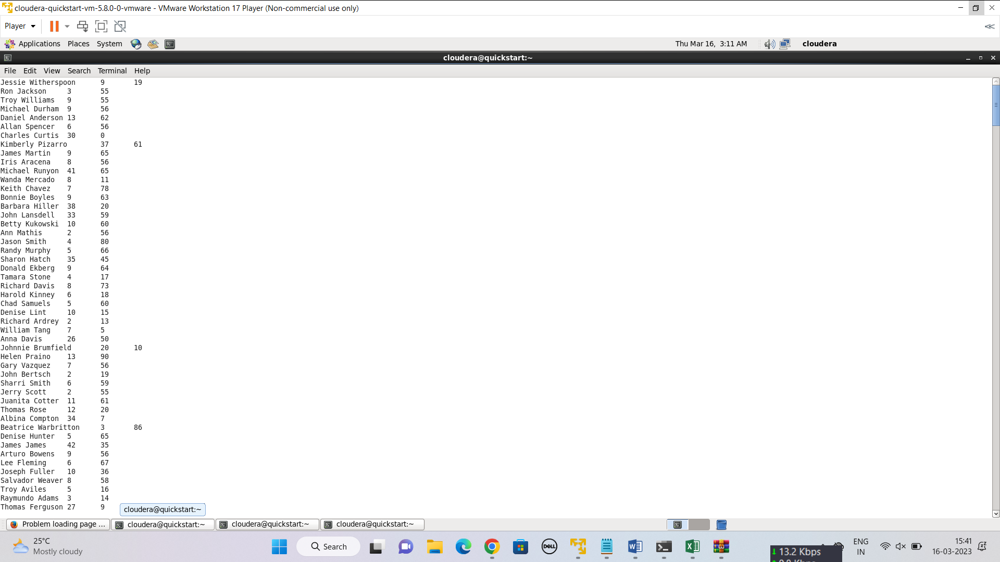 cloudera-quickstart-vm-5.8.0-0-vmware - VMware Workstation 17 Player (Non-commercial use only)
Player
Applications Places System Thu Mar 16, 3:11 AM cloudera
cloudera@quickstart:~
File Edit View Search Terminal Help
Jessie Witherspoon 9 19
Ron Jackson 3 55
Troy Williams 9 55
Michael Durham 9 56
Daniel Anderson 13 62
Allan Spencer 6 56
Charles Curtis 30 0
Kimberly Pizarro 37 61
James Martin 9 65
Iris Aracena 8 56
Michael Runyon 41 65
Wanda Mercado 8 11
Keith Chavez 7 78
Bonnie Boyles 9 63
Barbara Hiller 38 20
John Lansdell 33 59
Betty Kukowski 10 60
Ann Mathis 2 56
Jason Smith 4 80
Randy Murphy 5 66
Sharon Hatch 35 45
Donald Ekberg 9 64
Tamara Stone 4 17
Richard Davis 8 73
Harold Kinney 6 18
Chad Samuels 5 60
Denise Lint 10 15
Richard Ardrey 2 13
William Tang 7 5
Anna Davis 26 50
Johnnie Brumfield 20 10
Helen Praino 13 90
Gary Vazquez 7 56
John Bertsch 2 19
Sharri Smith 6 59
Jerry Scott 2 55
Juanita Cotter 11 61
Thomas Rose 12 20
Albina Compton 34 7
Beatrice Warbritton 3 86
Denise Hunter 5 65
James James 42 35
Arturo Bowens 9 56
Lee Fleming 6 67
Joseph Fuller 10 36
Salvador Weaver 8 58
Troy Aviles 5 16
Raymundo Adams 3 14
Thomas Ferguson 27 9
cloudera@quickstart:~
Problem loading page ... cloudera@quickstart:~ cloudera@quickstart:~ cloudera@quickstart:~
25°C
Mostly cloudy
Search
DELL
13.2 Kbps
ENG
IN
15:41
16-03-2023